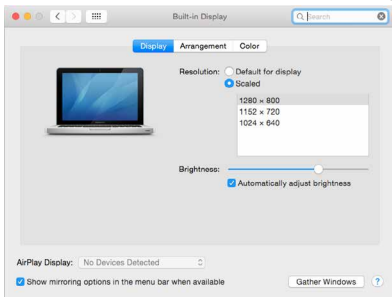 Built-in Display
Search
Display Arrangement Color
Resolution: Default for display
Scaled
1280 × 800
1152 × 720
1024 × 640
Brightness:
Automatically adjust brightness
AirPlay Display: No Devices Detected
Show mirroring options in the menu bar when available
Gather Windows ?